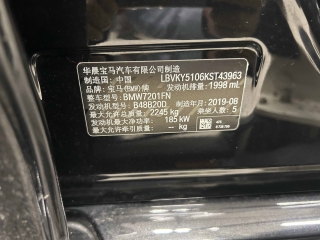 华晨宝马汽车有限公司制造
制造国: 中国 LBVKY5106KST43963
品牌: 宝马(BMW)牌 发动机排量: 1998 mL
整车型号: BMW7201FN
发动机型号: B48B20D 制造年月: 2019-08
最大允许总质量: 2245 kg 乘坐人数: 5
发动机最大净功率: 185 kW
最大允许牵引质量: -- kg